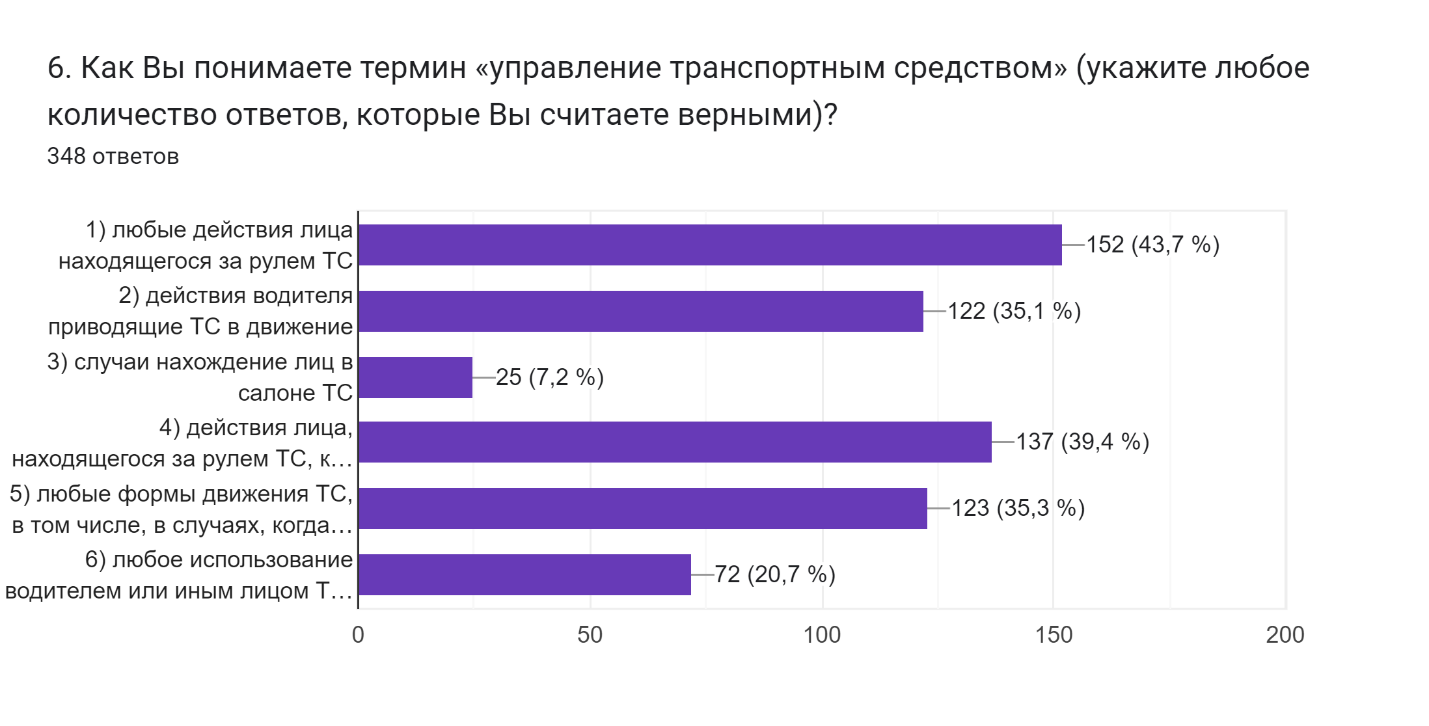 6. Как Вы понимаете термин «управление транспортным средством» (укажите любое
количество ответов, которые Вы считаете верными)?
348 ответов
1) любые действия лица
находящегося за рулем ТС
152 (43,7 %)
2) действия водителя
приводящие ТС в движение
122 (35,1 %)
3) случаи нахождение лиц в
салоне ТС
25 (7,2 %)
4) действия лица,
находящегося за рулем ТС, к…
137 (39,4 %)
5) любые формы движения ТС,
в том числе, в случаях, когда…
123 (35,3 %)
6) любое использование
водителем или иным лицом Т…
72 (20,7 %)
0 50 100 150 200